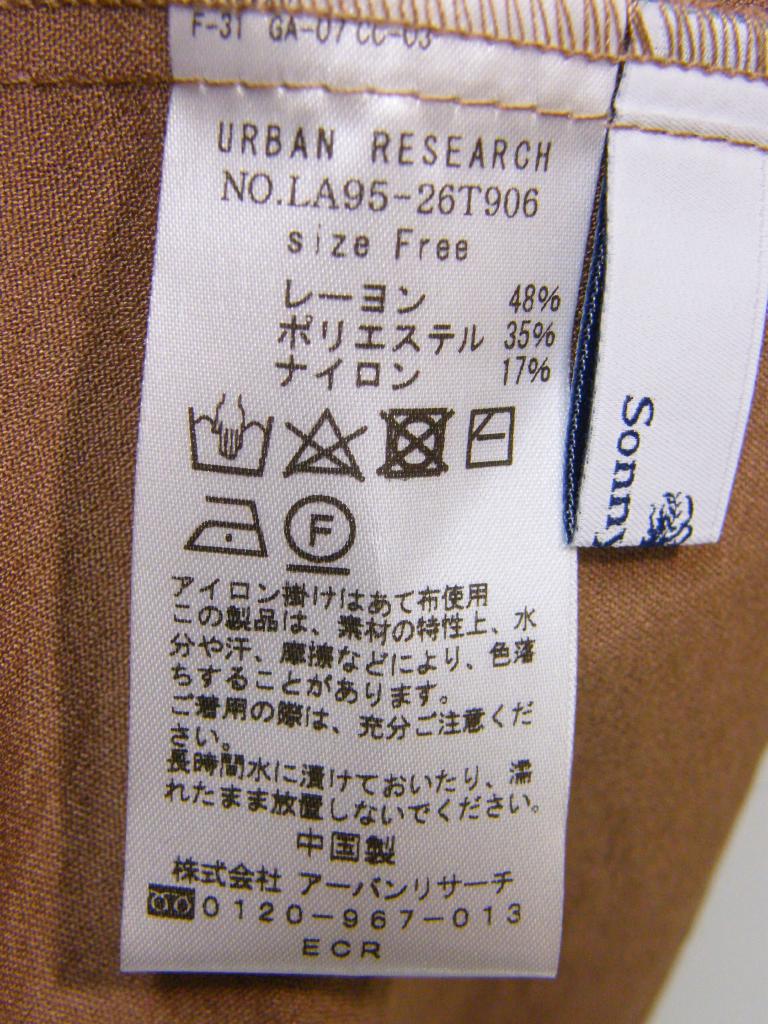 F-31 GA-07 CC-03
URBAN RESEARCH
NO.LA95-26T906
size Free
レーヨン 48%
ポリエステル 35%
ナイロン 17%
F
アイロン掛けはあて布使用
この製品は、素材の特性上、水
分や汗、摩擦などにより、色落
ちすることがあります。
ご着用の際は、充分ご注意くだ
さい。
長時間水に漬けておいたり、濡
れたまま放置しないでください。
中国製
株式会社 アーバンリサーチ
0120-967-013
ECR
Sonny